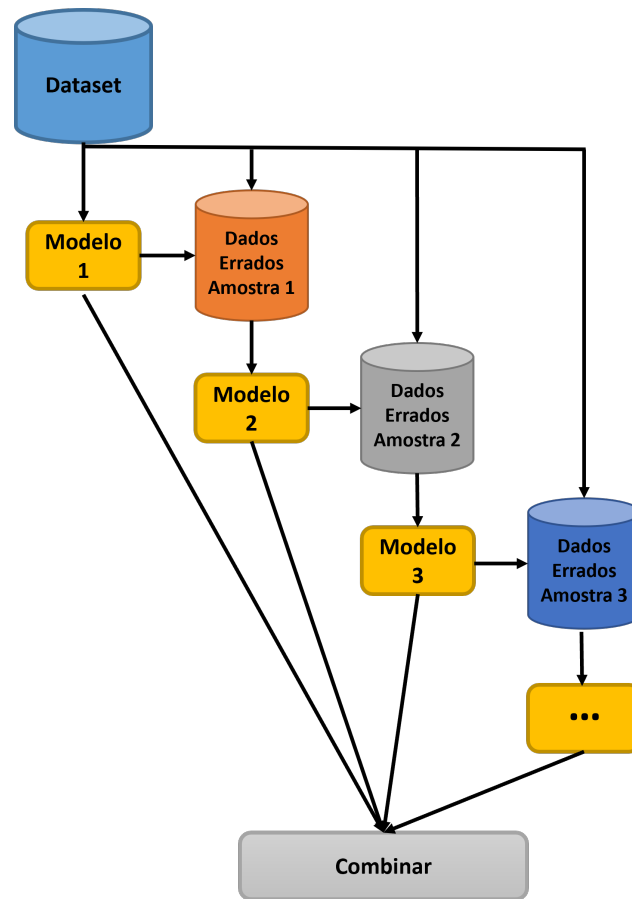 Dataset
Modelo
1
Dados
Errados
Amostra 1
Modelo
2
Dados
Errados
Amostra 2
Modelo
3
Dados
Errados
Amostra 3
...
Combinar